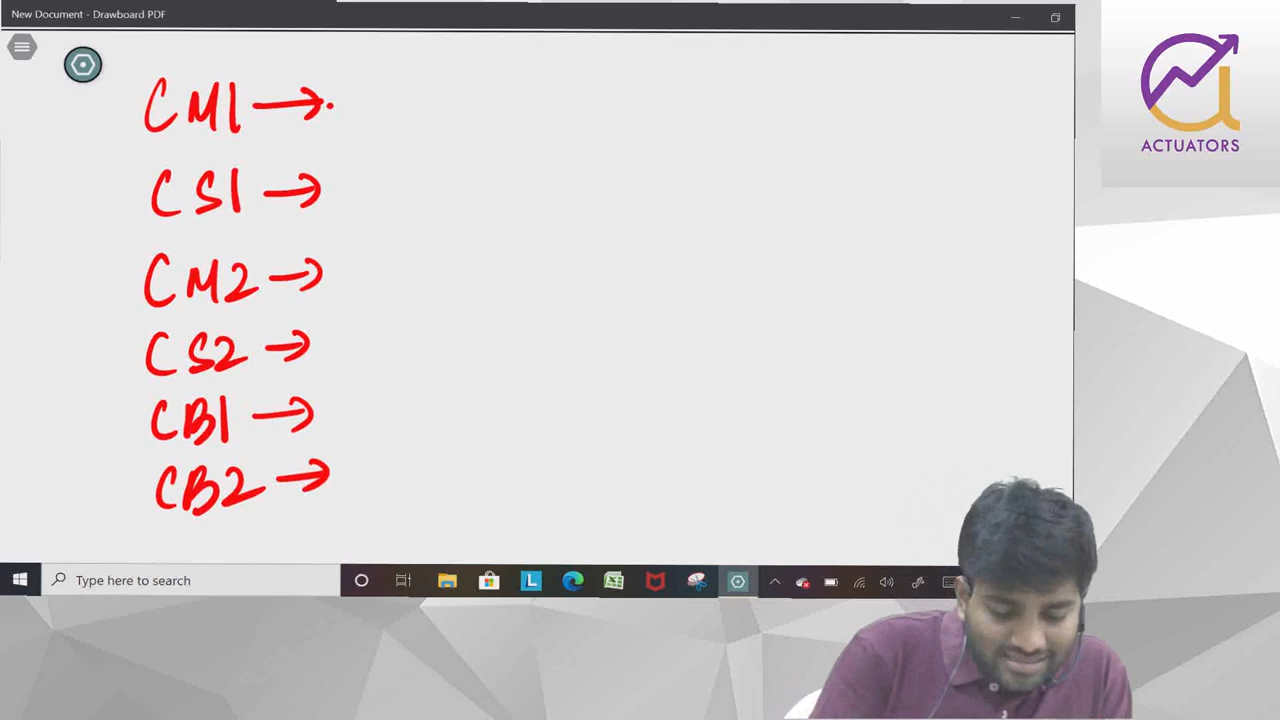 New Document - Drawboard PDF
CM1 →
CS1 →
CM2 →
CS2 →
CB1 →
CB2 →
Type here to search
L
ACTUATORS